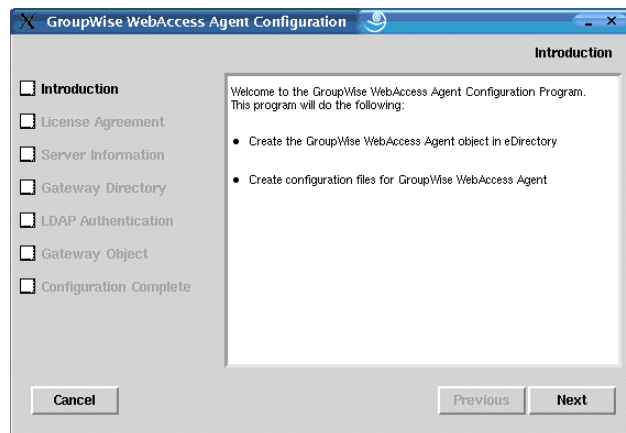 GroupWise WebAccess Agent Configuration
Introduction
Introduction
License Agreement
Server Information
Gateway Directory
LDAP Authentication
Gateway Object
Configuration Complete
Welcome to the GroupWise WebAccess Agent Configuration Program.
This program will do the following:
• Create the GroupWise WebAccess Agent object in eDirectory
• Create configuration files for GroupWise WebAccess Agent
Cancel
Previous
Next